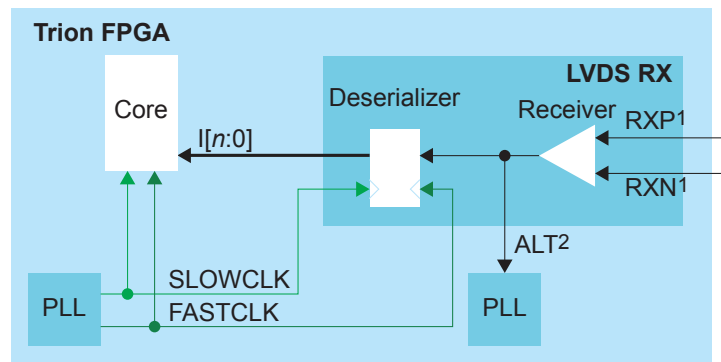 Trion FPGA
LVDS RX
Deserializer
Receiver
Core
RXP1
I[n:0]
RXN1
ALT2
SLOWCLK
PLL
FASTCLK
PLL